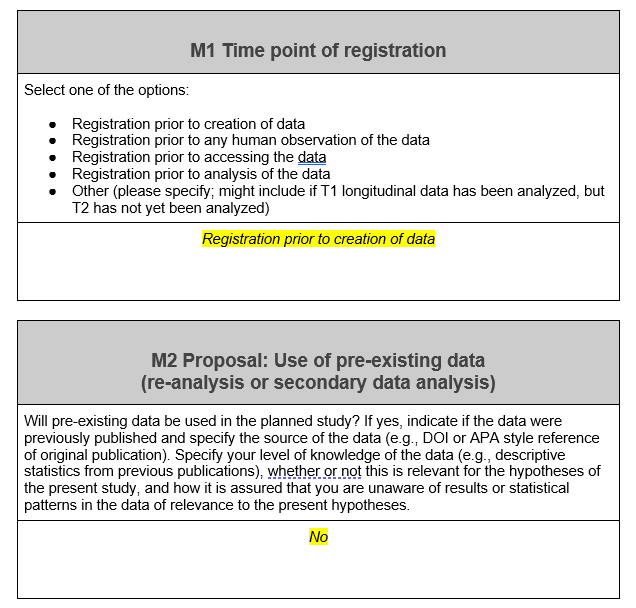 M1 Time point of registration
Select one of the options:
● Registration prior to creation of data
● Registration prior to any human observation of the data
● Registration prior to accessing the data
● Registration prior to analysis of the data
● Other (please specify; might include if T1 longitudinal data has been analyzed, but
T2 has not yet been analyzed)
Registration prior to creation of data
M2 Proposal: Use of pre-existing data
(re-analysis or secondary data analysis)
Will pre-existing data be used in the planned study? If yes, indicate if the data were
previously published and specify the source of the data (e.g., DOI or APA style reference
of original publication). Specify your level of knowledge of the data (e.g., descriptive
statistics from previous publications), whether or not this is relevant for the hypotheses of
the present study, and how it is assured that you are unaware of results or statistical
patterns in the data of relevance to the present hypotheses.
No